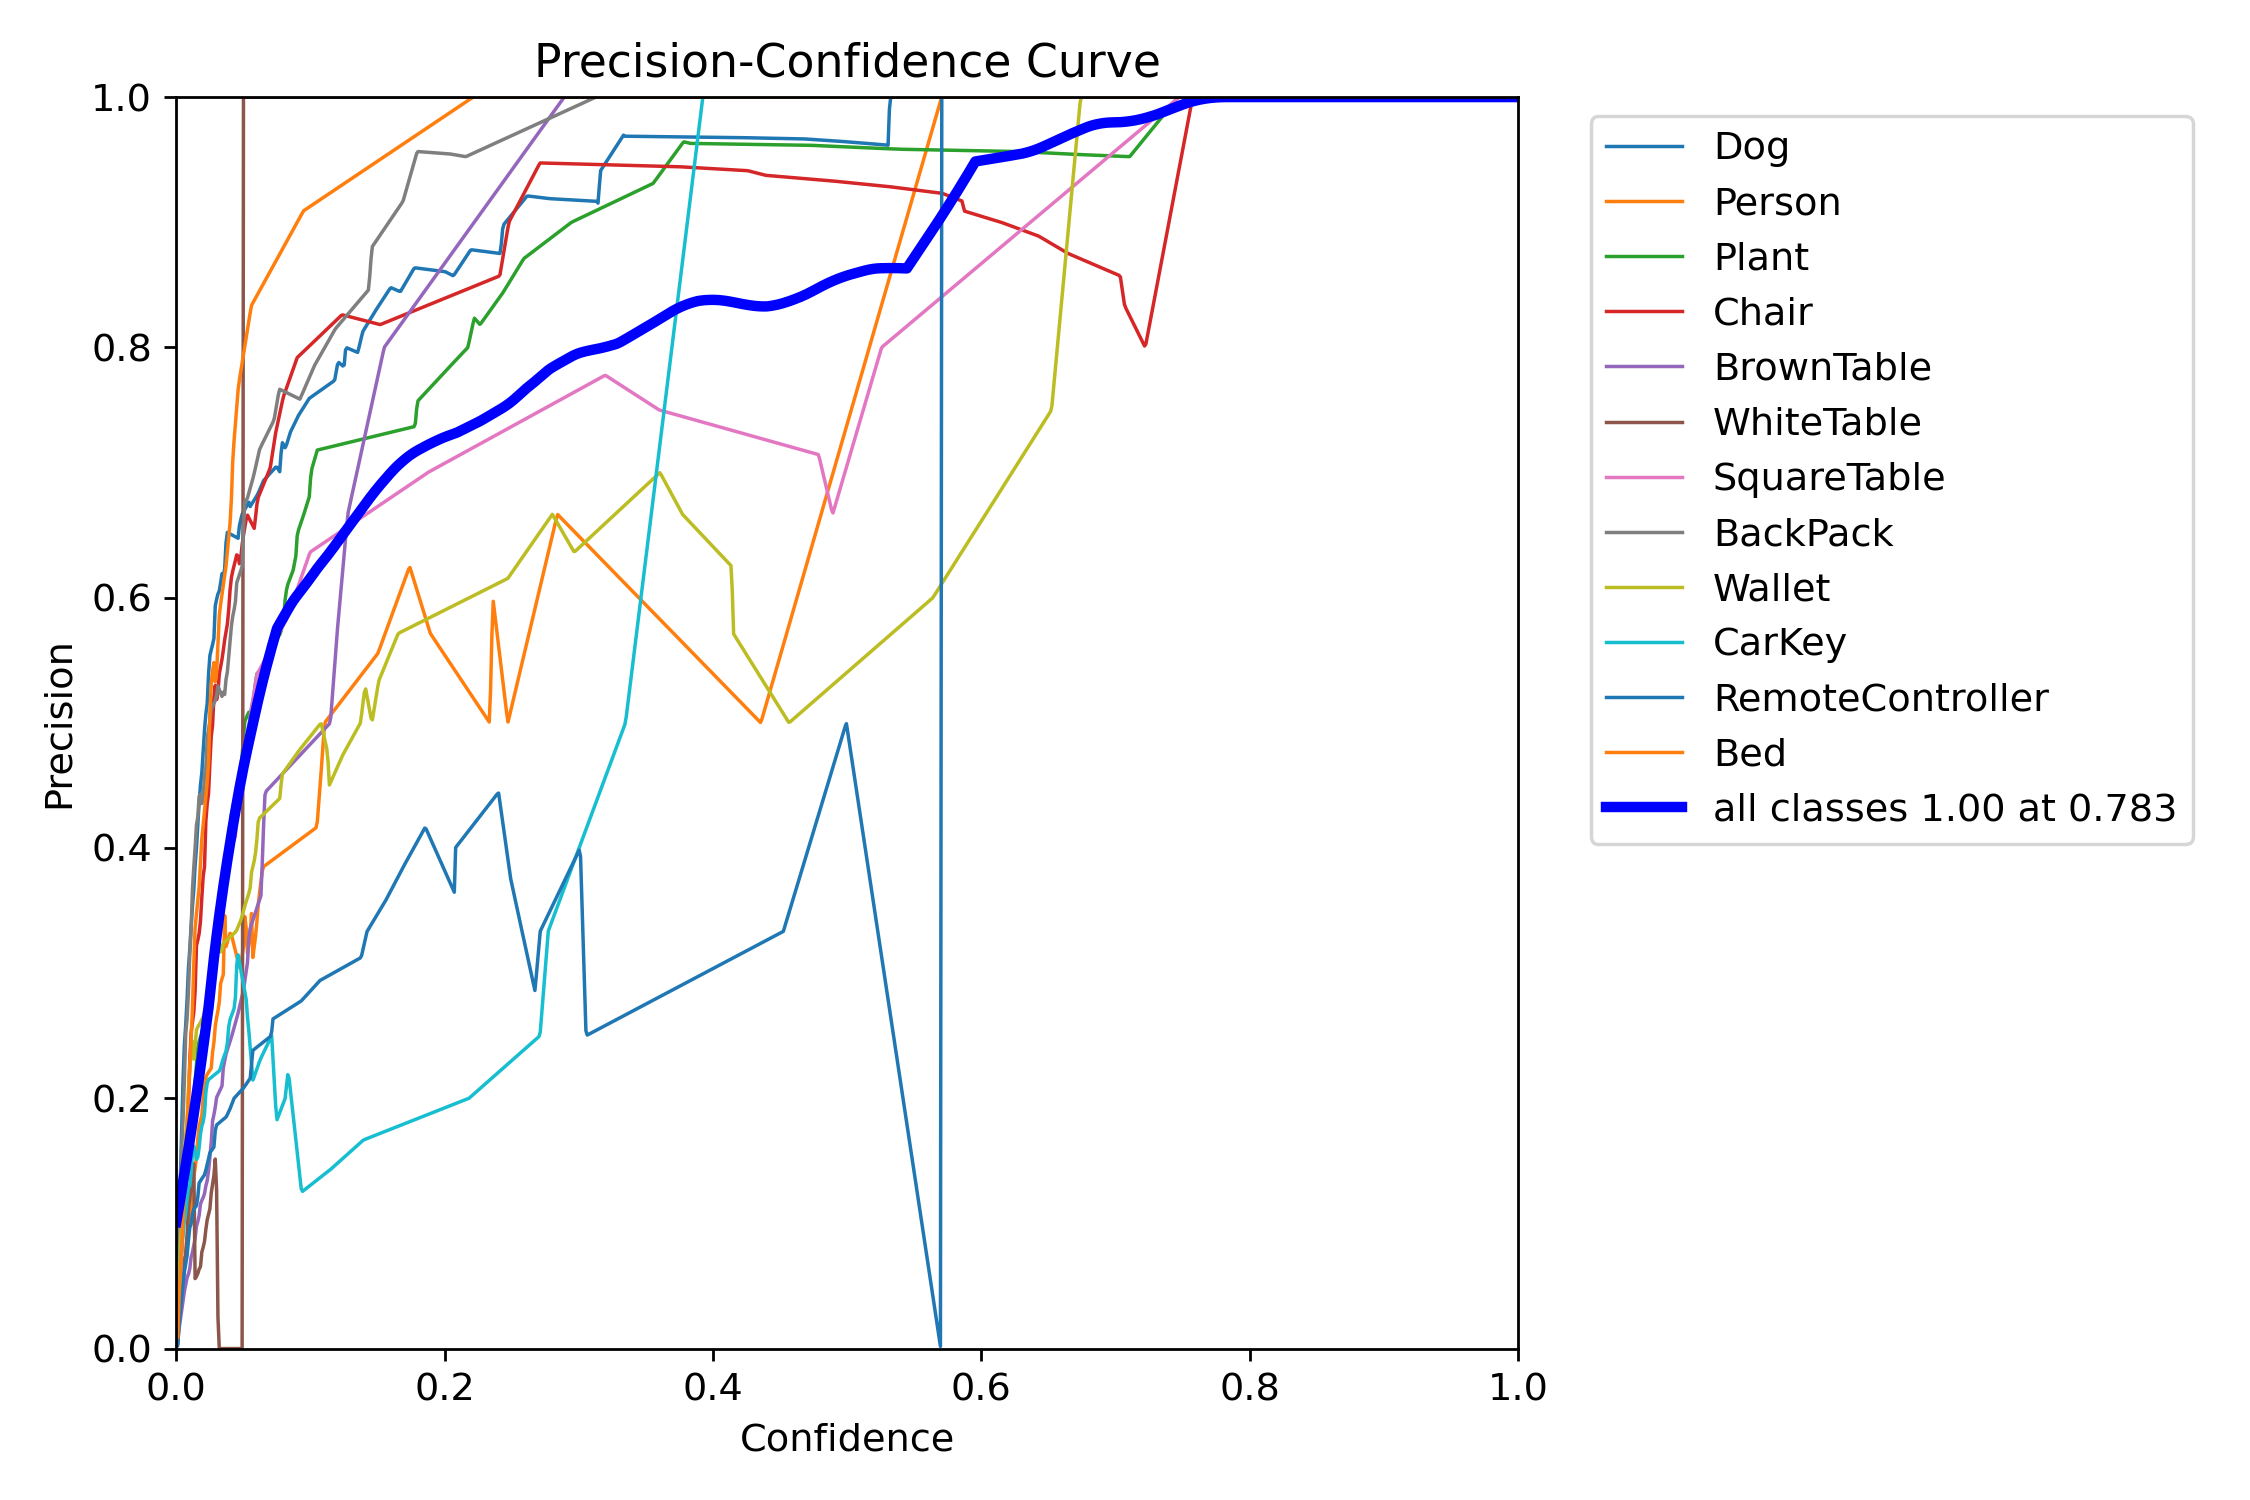 Precision-Confidence Curve
1.0
0.8
0.6
0.4
0.2
0.0
Precision
0.0 0.2 0.4 0.6 0.8 1.0
Confidence
Dog
Person
Plant
Chair
BrownTable
WhiteTable
SquareTable
BackPack
Wallet
CarKey
RemoteController
Bed
all classes 1.00 at 0.783